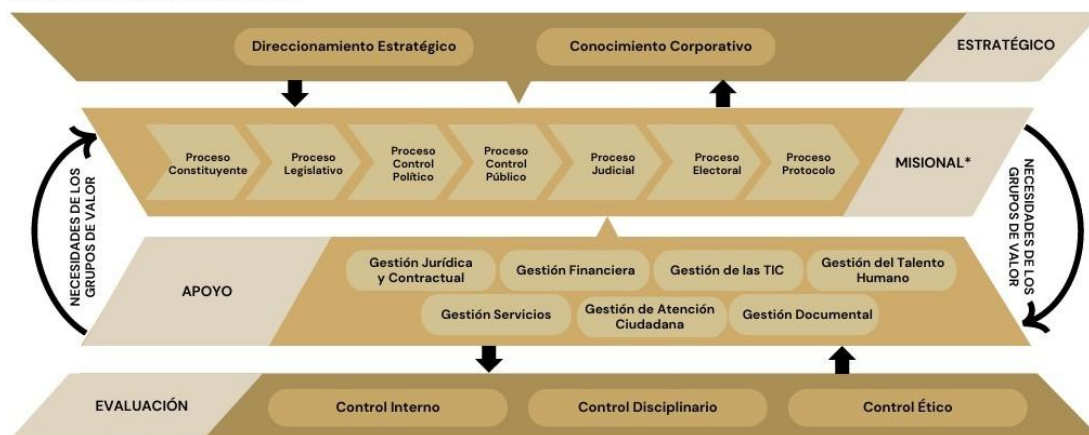 Direccionamiento Estratégico
Conocimiento Corporativo
ESTRATÉGICO
Proceso
Constituyente
Proceso
Legislativo
Proceso
Control
Político
Proceso
Control
Público
Proceso
Judicial
Proceso
Electoral
Proceso
Protocolo
MISIONAL*
NECESIDADES DE LOS
GRUPOS DE VALOR
NECESIDADES DE LOS
GRUPOS DE VALOR
APOYO
Gestión Jurídica
y Contractual
Gestión Financiera
Gestión de las TIC
Gestión del Talento
Humano
Gestión Servicios
Gestión de Atención
Ciudadana
Gestión Documental
EVALUACIÓN
Control Interno
Control Disciplinario
Control Ético